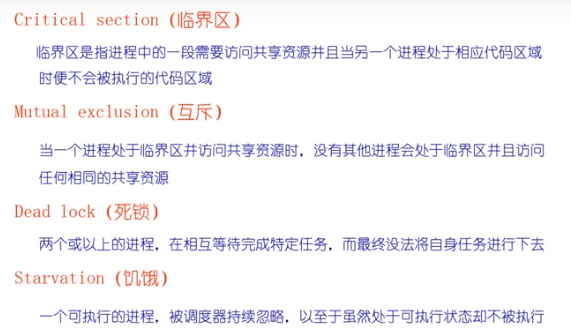 Critical section (临界区)
临界区是指进程中的一段需要访问共享资源并且当另一个进程处于相应代码区域
时便不会被执行的代码区域
Mutual exclusion (互斥)
当一个进程处于临界区并访问共享资源时，没有其他进程会处于临界区并且访问
任何相同的共享资源
Dead lock (死锁)
两个或以上的进程，在相互等待完成特定任务，而最终没法将自身任务进行下去
Starvation (饥饿)
一个可执行的进程，被调度器持续忽略，以至于虽然处于可执行状态却不被执行